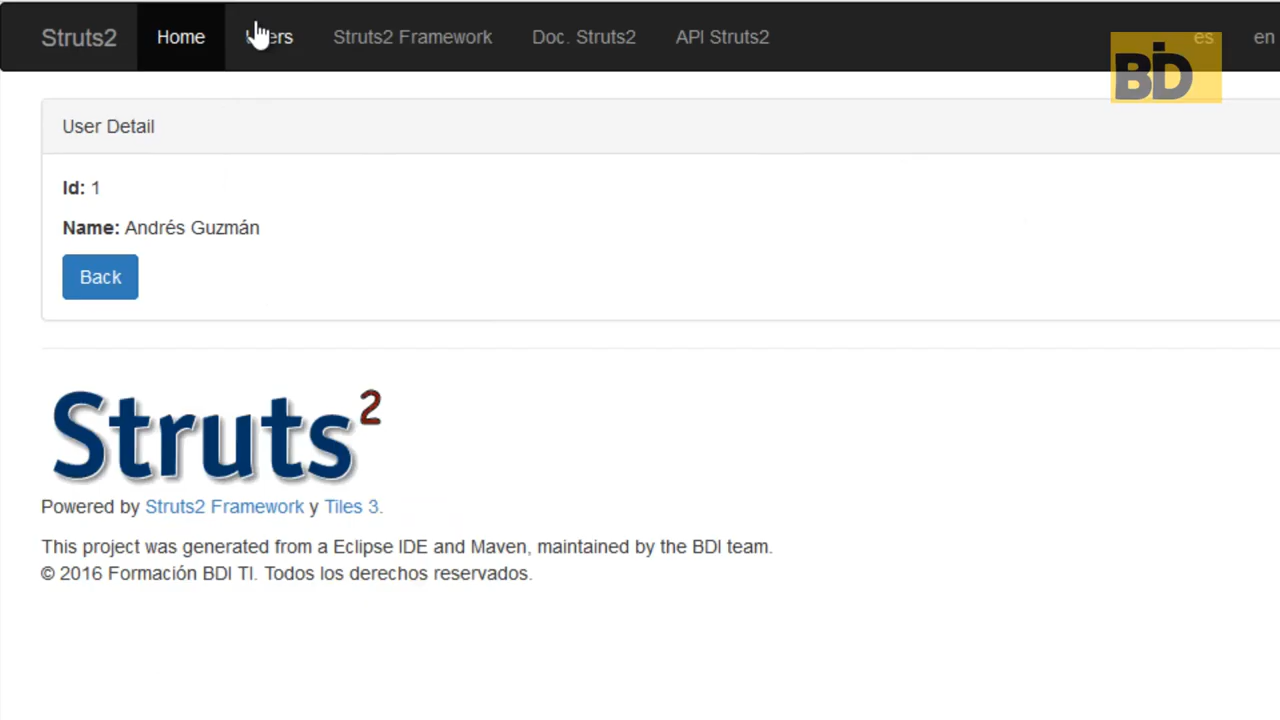 Struts2 Home Users Struts2 Framework Doc. Struts2 API Struts2 es en
BD
User Detail
Id: 1
Name: Andrés Guzmán
Back
Struts2
Powered by Struts2 Framework y Tiles 3.
This project was generated from a Eclipse IDE and Maven, maintained by the BDI team.
© 2016 Formación BDI TI. Todos los derechos reservados.